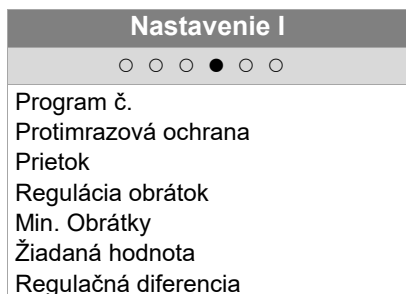 Nastavenie I
Program č.
Protimrazová ochrana
Prietok
Regulácia obrátok
Min. Obrátky
Žiadaná hodnota
Regulačná diferencia